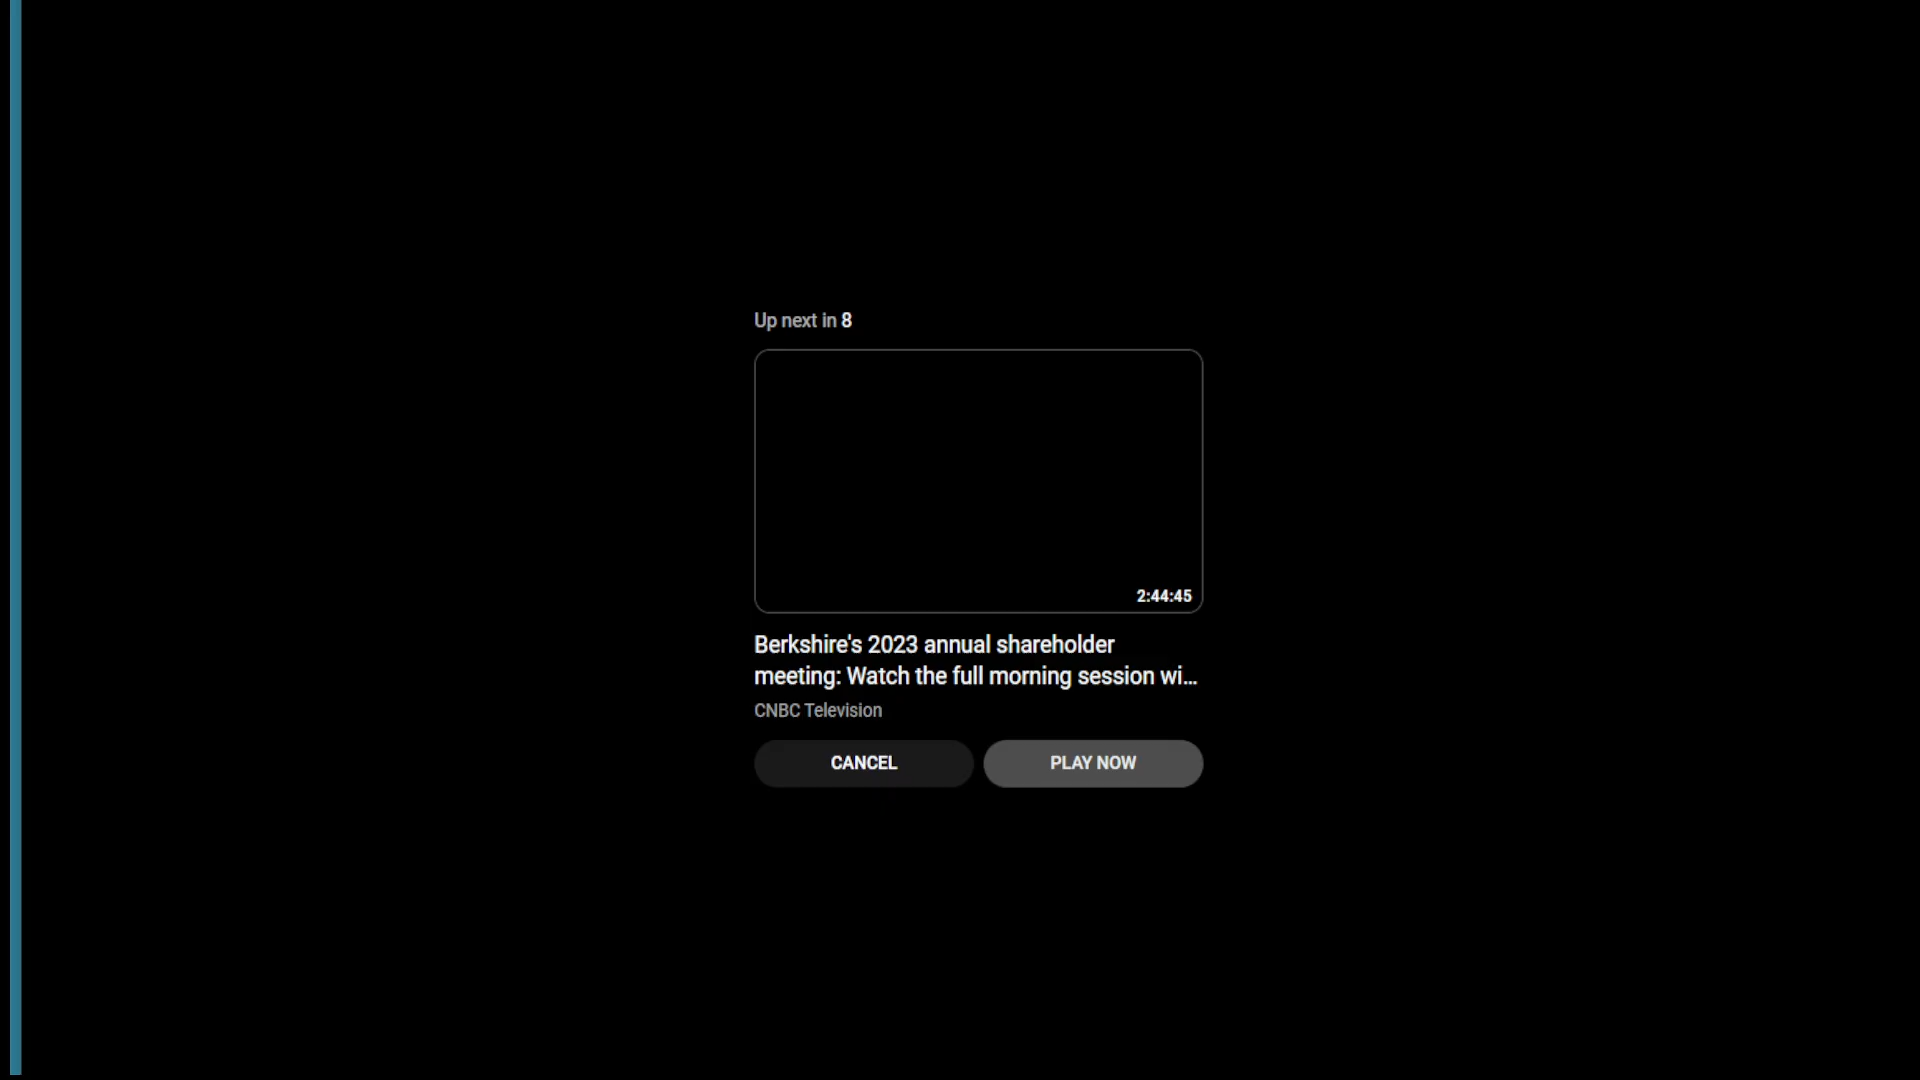 Up next in 8
2:44:45
Berkshire's 2023 annual shareholder
meeting: Watch the full morning session wi...
CNBC Television
CANCEL
PLAY NOW